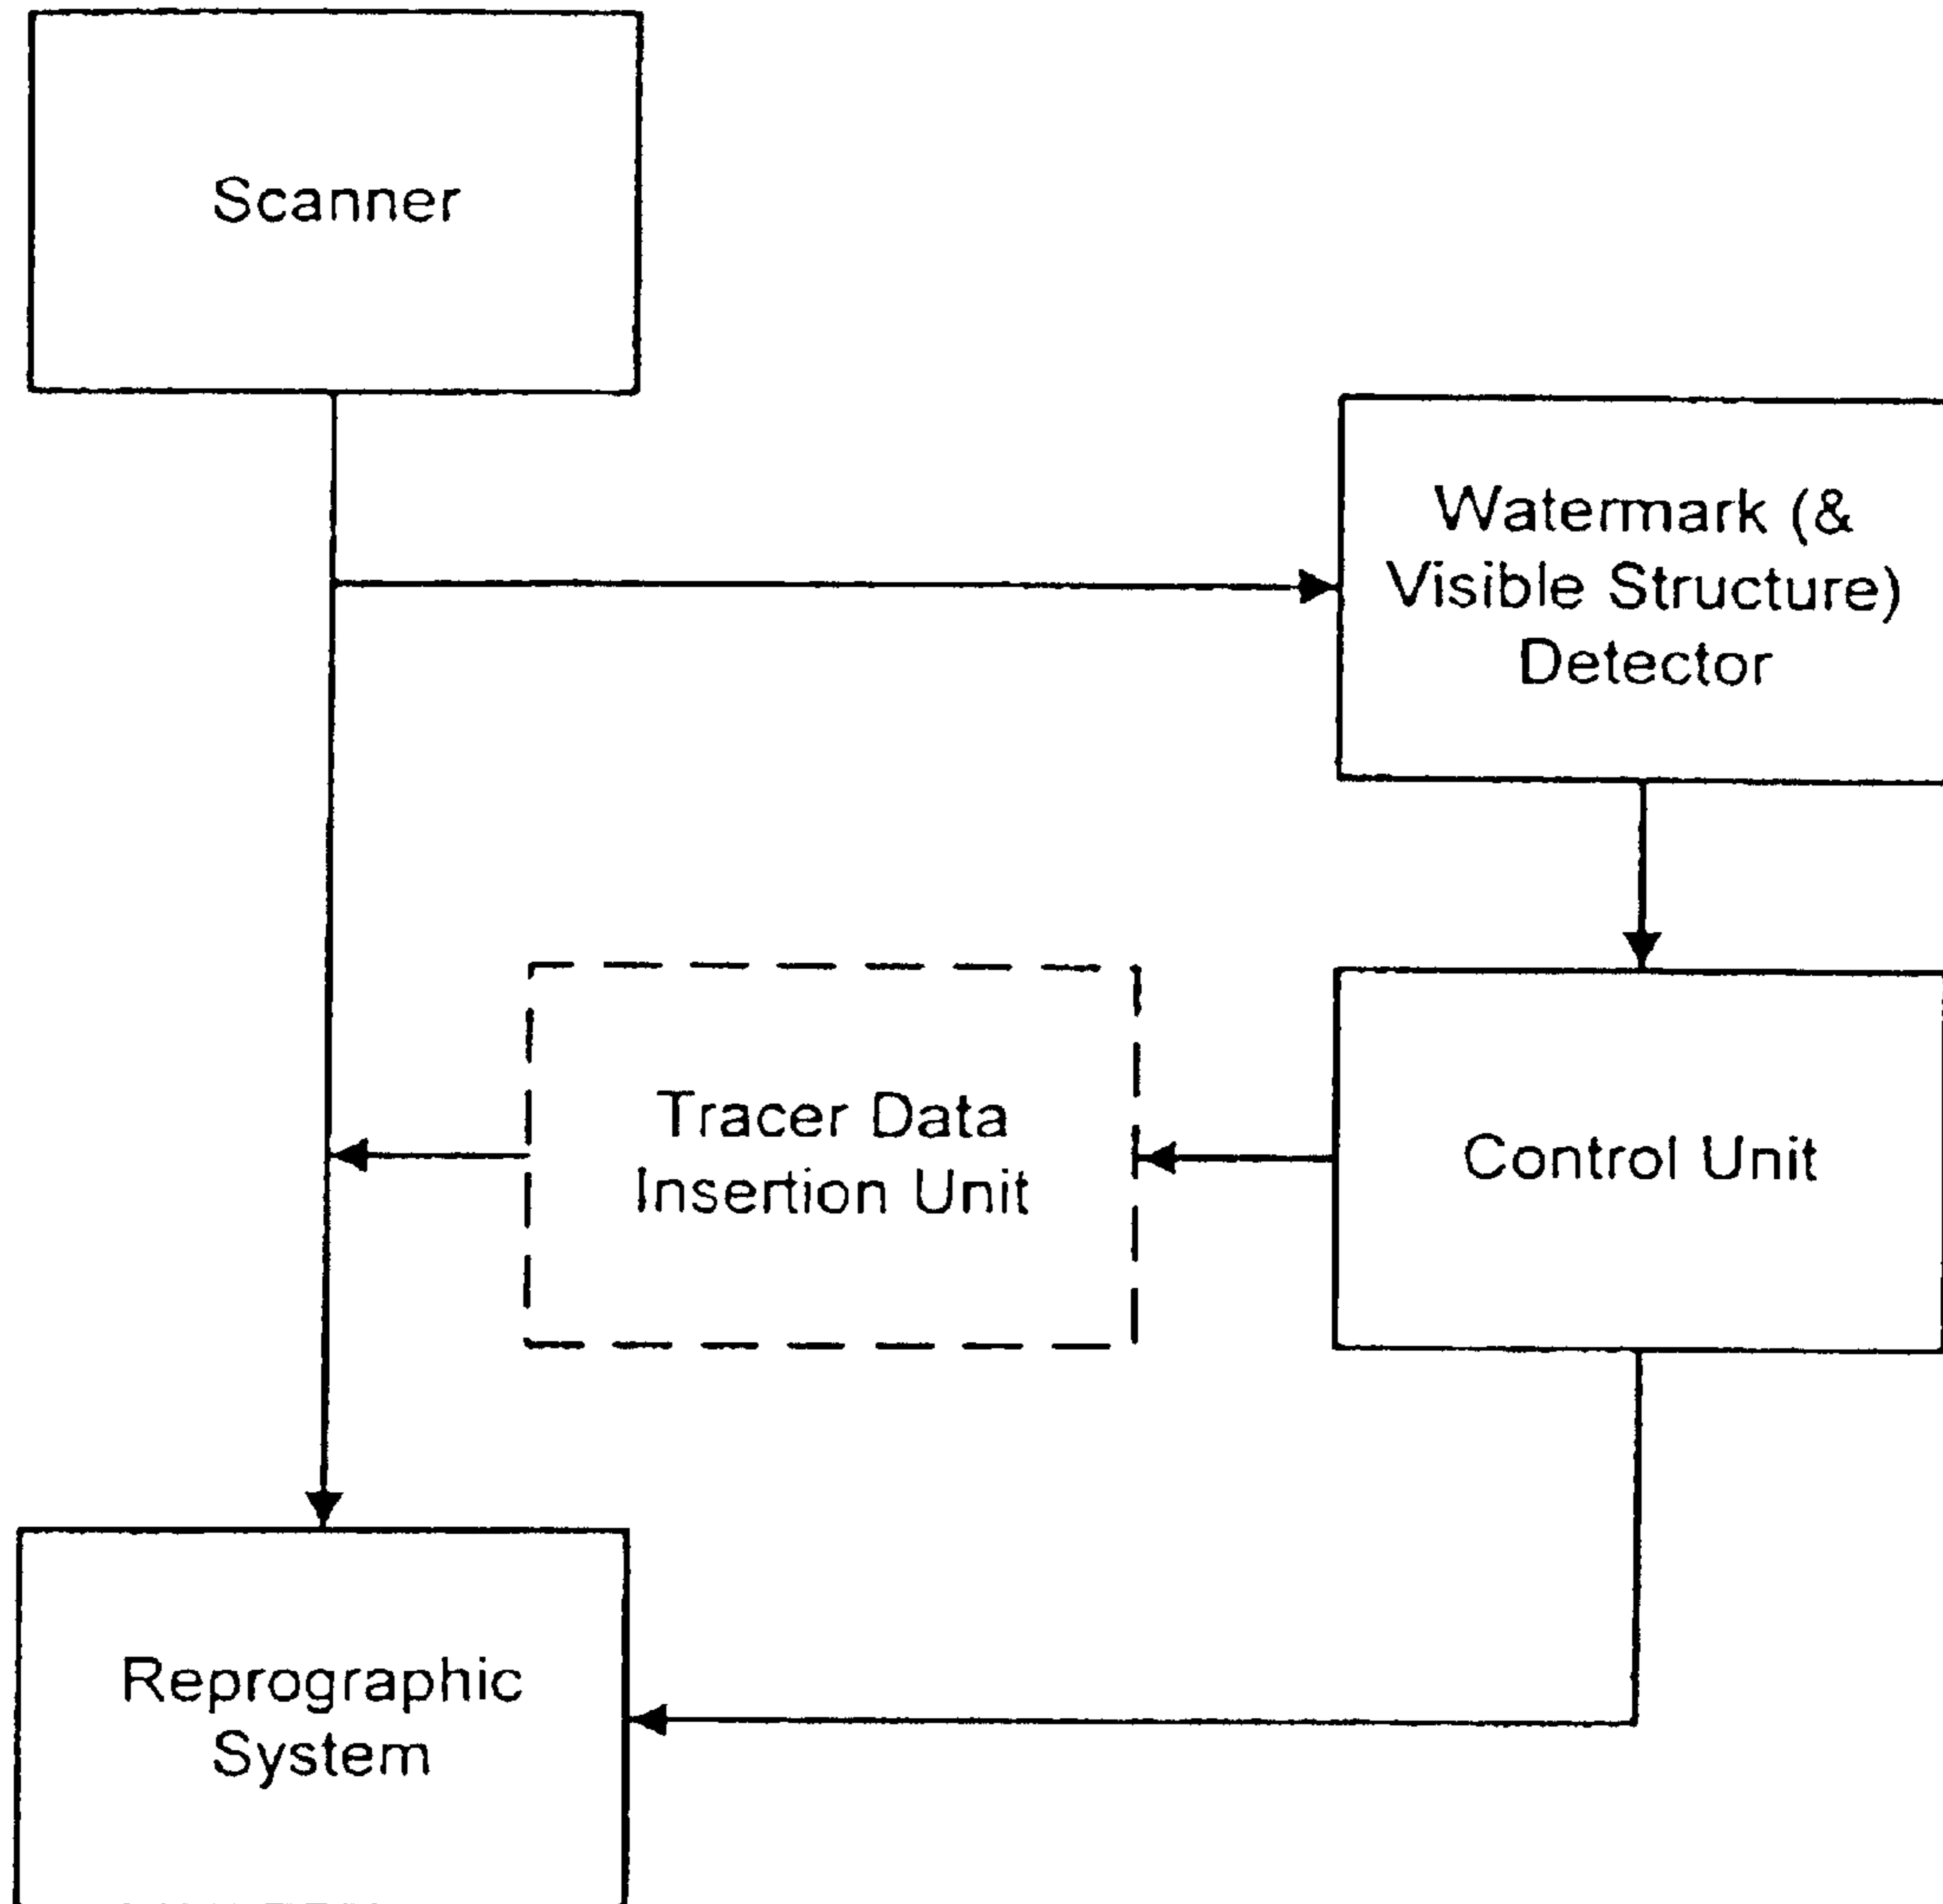 Scanner
Watermark (&
Visible Structure)
Detector
Tracer Data
Insertion Unit
Control Unit
Reprographic
System